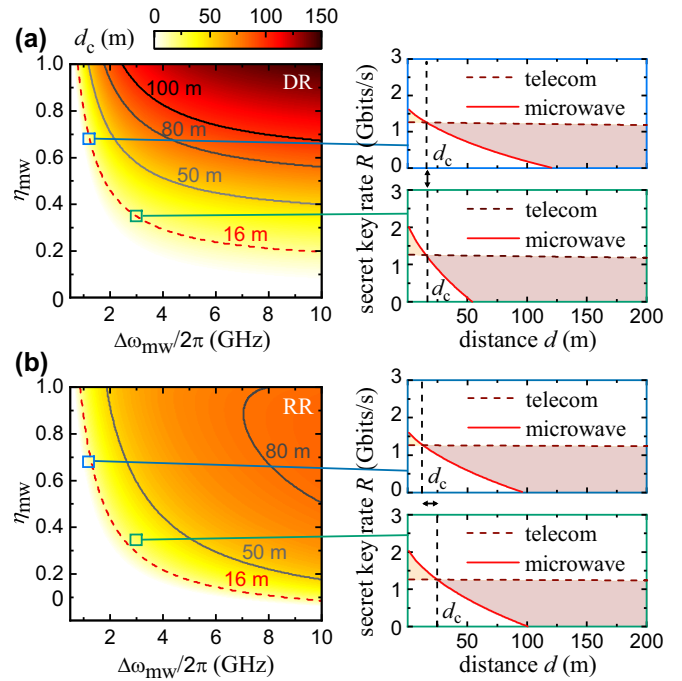 (a)
d_c (m)
0 50 100 150
DR
100 m
80 m
50 m
16 m
1.0
0.8
0.6
0.4
0.2
0
η_mw
2 4 6 8 10
Δω_mw/2π (GHz)
secret key rate R (Gbits/s)
3
2
1
0
telecom
microwave
d_c
2
1
0
telecom
microwave
d_c
0 50 100 150 200
distance d (m)
(b)
RR
80 m
50 m
16 m
1.0
0.8
0.6
0.4
0.2
0
η_mw
2 4 6 8 10
Δω_mw/2π (GHz)
secret key rate R (Gbits/s)
3
2
1
0
telecom
microwave
d_c
3
2
1
0
telecom
microwave
d_c
0 50 100 150 200
distance d (m)